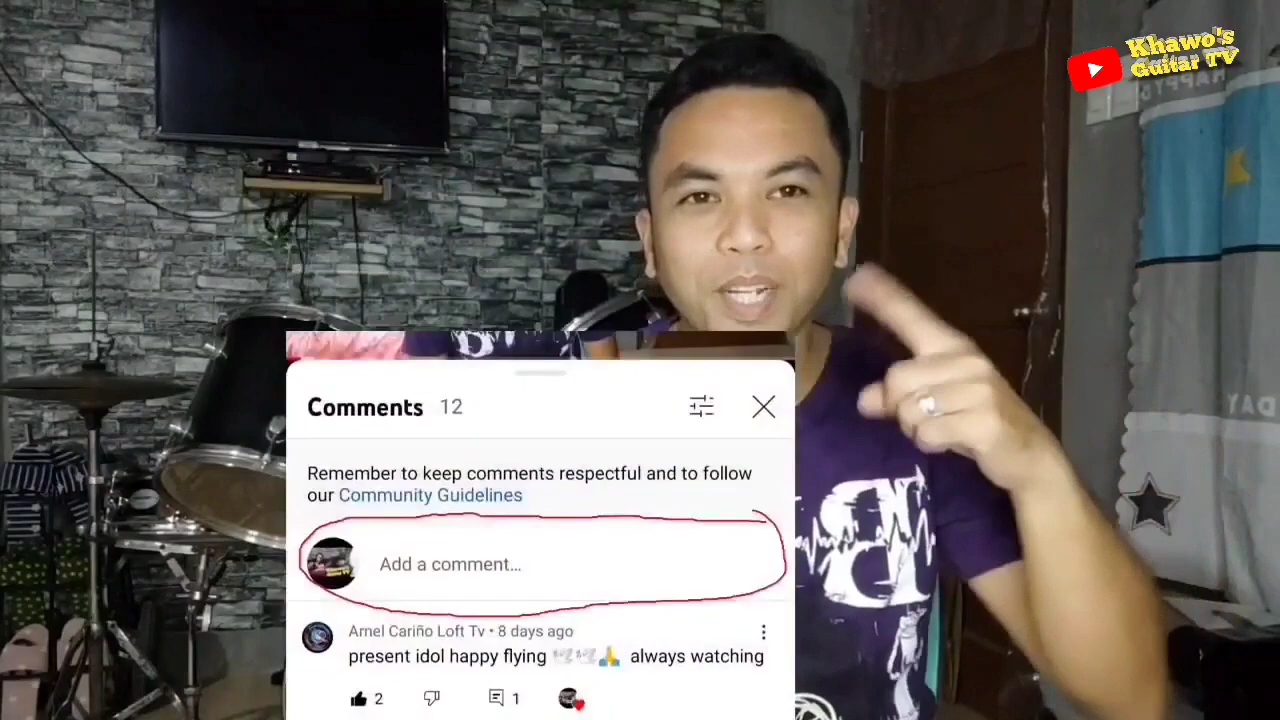 Khawo's
Guitar TV
Comments 12
Remember to keep comments respectful and to follow
our Community Guidelines
Add a comment...
Arnel Cariño Loft Tv • 8 days ago
present idol happy flying 🕊🕊🙏 always watching
2
1
DAY